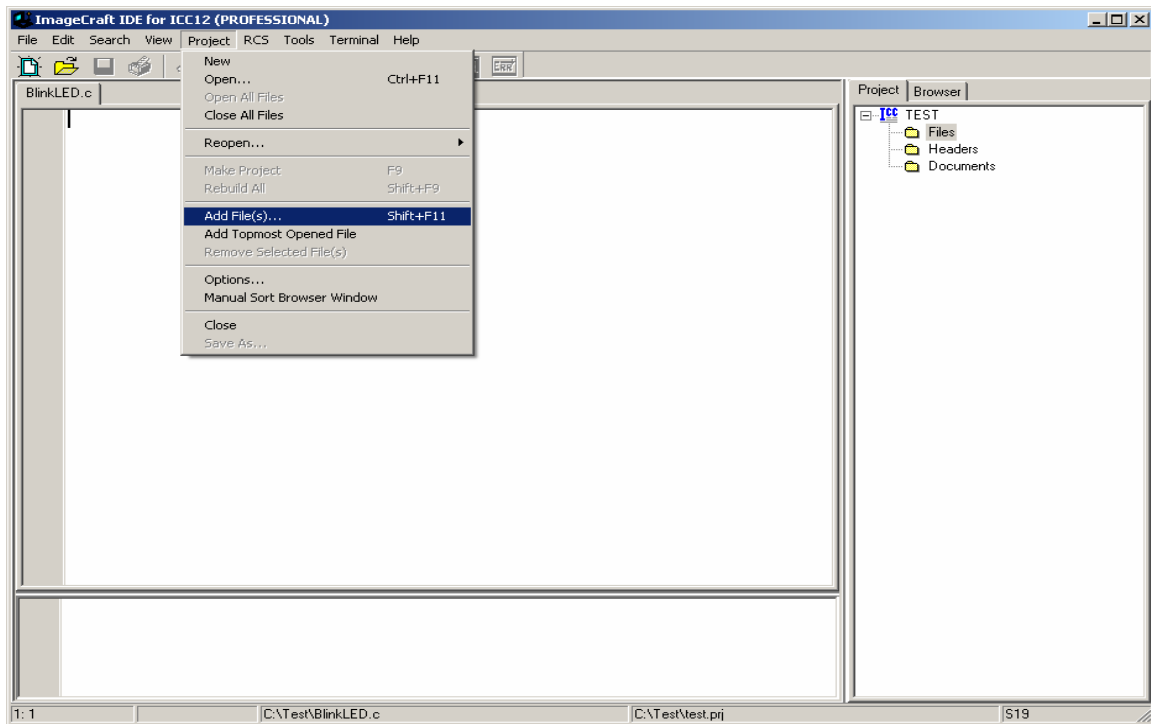 ImageCraft IDE for ICC12 (PROFESSIONAL)
File Edit Search View Project RCS Tools Terminal Help
ERR
BlinkLED.c
New
Open... Ctrl+F11
Open All Files
Close All Files
Reopen...
Make Project F9
Rebuild All Shift+F9
Add File(s)... Shift+F11
Add Topmost Opened File
Remove Selected File(s)
Options...
Manual Sort Browser Window
Close
Save As...
Project Browser
ICC TEST
Files
Headers
Documents
1: 1 C:\Test\BlinkLED.c C:\Test\test.prj S19